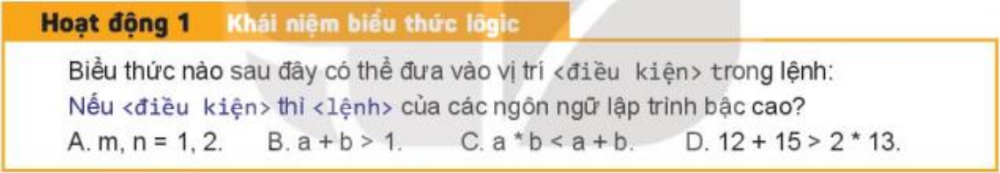 Hoạt động 1 Khái niệm biểu thức lôgic
Biểu thức nào sau đây có thể đưa vào vị trí <điều kiện> trong lệnh:
Nếu <điều kiện> thì <lệnh> của các ngôn ngữ lập trình bậc cao?
A. m, n = 1, 2. B. a + b > 1. C. a * b < a + b. D. 12 + 15 > 2 * 13.